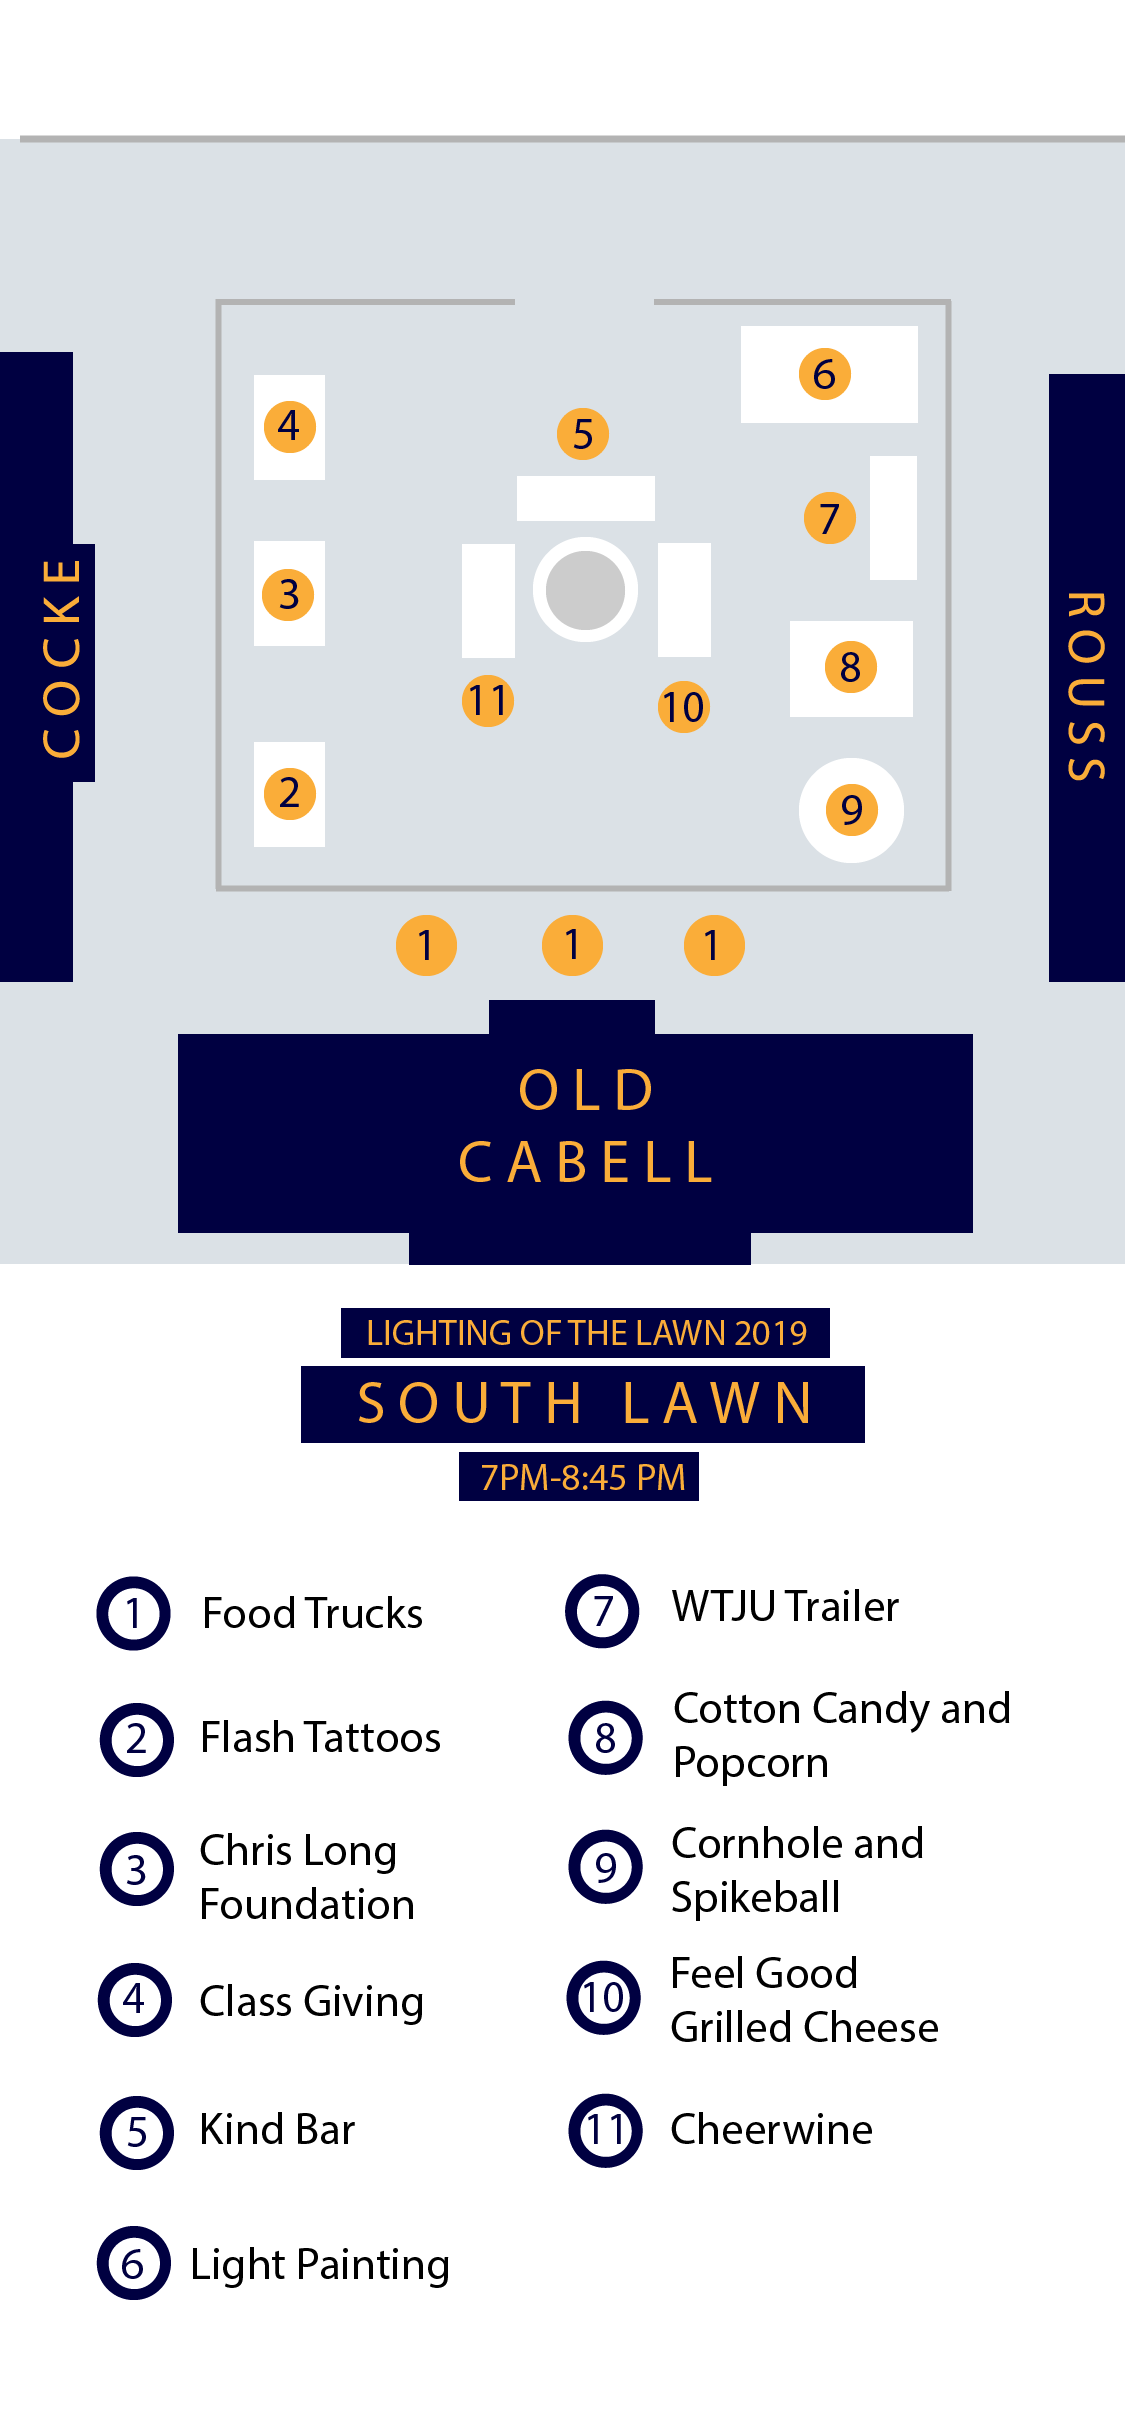 6
4
5
7
COCKE
3
ROUSS
8
11
10
2
9
1
1
1
OLD
CABELL
LIGHTING OF THE LAWN 2019
SOUTH LAWN
7PM-8:45 PM
1 Food Trucks
2 Flash Tattoos
3 Chris Long
Foundation
4 Class Giving
5 Kind Bar
6 Light Painting
7 WTJU Trailer
8 Cotton Candy and
Popcorn
9 Cornhole and
Spikeball
10 Feel Good
Grilled Cheese
11 Cheerwine